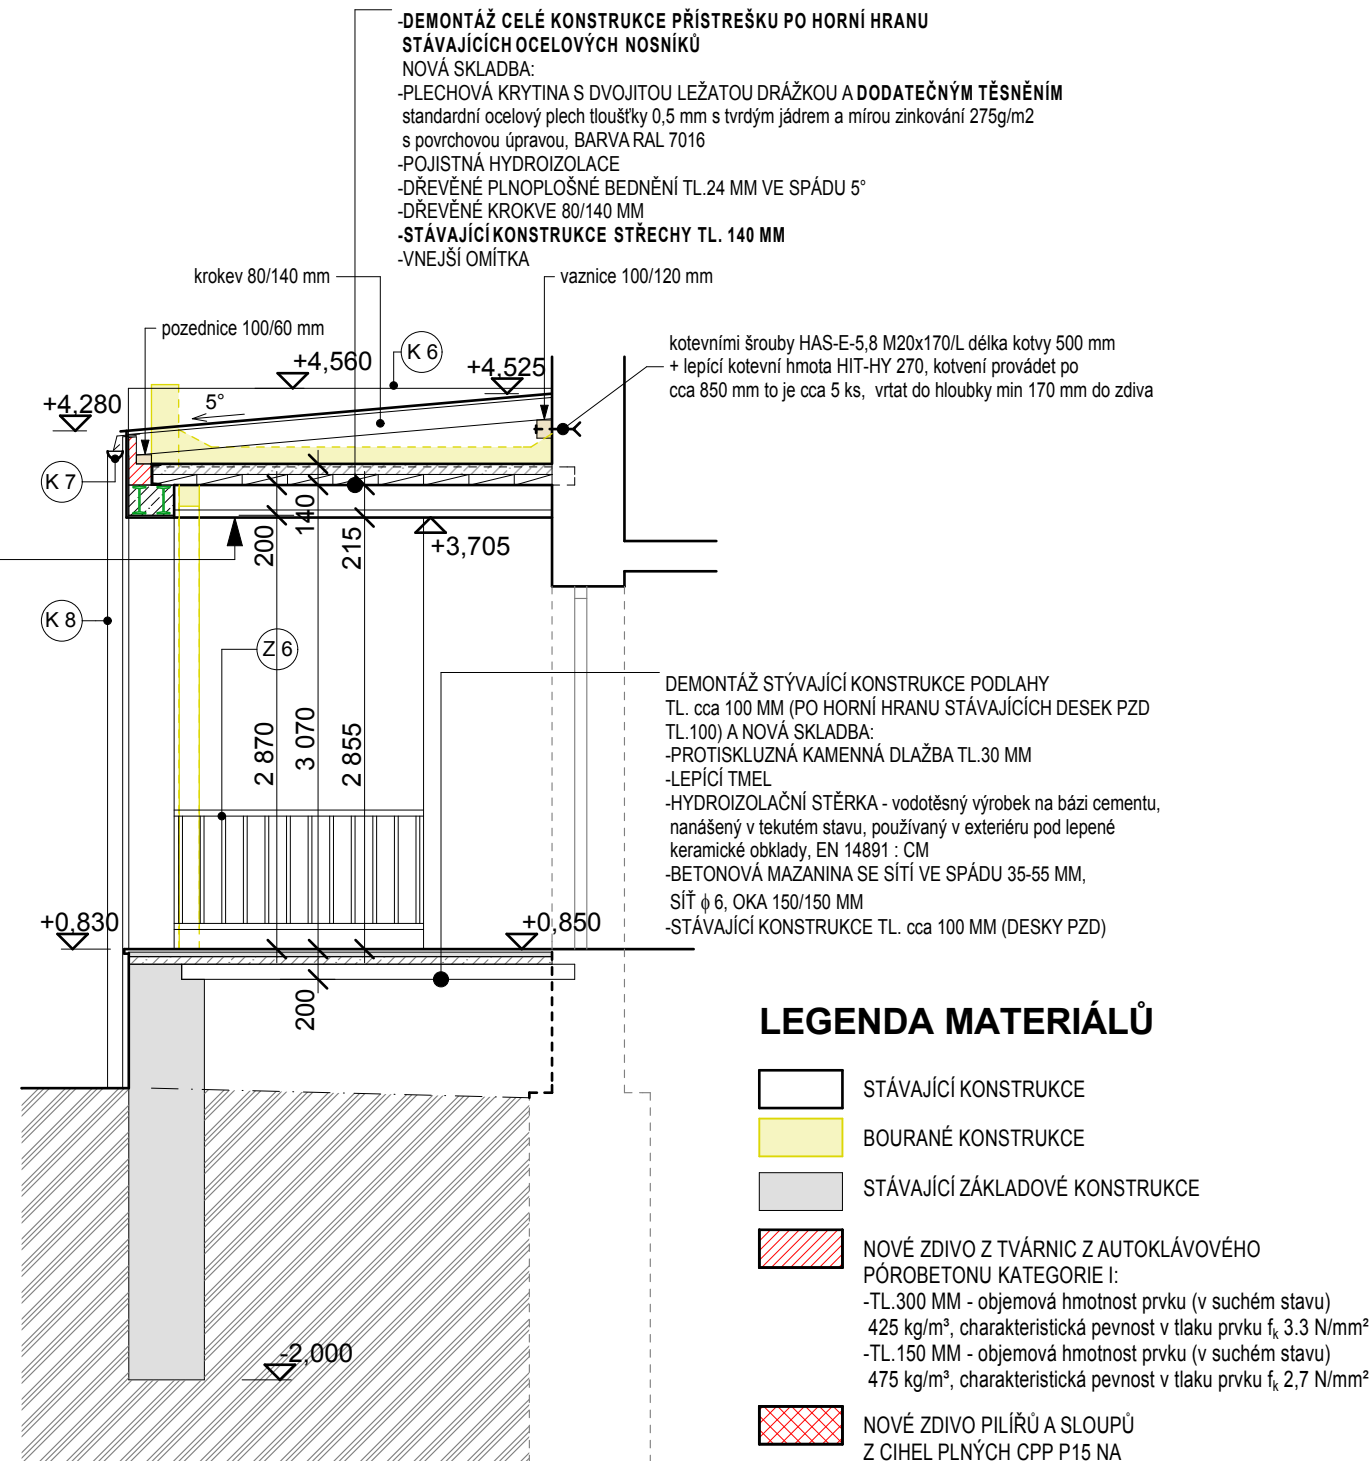 -DEMONTÁŽ CELÉ KONSTRUKCE PŘÍSTREŠKU PO HORNÍ HRANU
STÁVAJÍCÍCH OCELOVÝCH NOSNÍKŮ
NOVÁ SKLADBA:
-PLECHOVÁ KRYTINA S DVOJITOU LEŽATOU DRÁŽKOU A DODATEČNÝM TĚSNĚNÍM
standardní ocelový plech tloušťky 0,5 mm s tvrdým jádrem a mírou zinkování 275g/m2
s povrchovou úpravou, BARVA RAL 7016
-POJISTNÁ HYDROIZOLACE
-DŘEVĚNÉ PLNOPLOŠNÉ BEDNĚNÍ TL.24 MM VE SPÁDU 5°
-DŘEVĚNÉ KROKVE 80/140 MM
-STÁVAJÍCÍ KONSTRUKCE STŘECHY TL. 140 MM
-VNEJŠÍ OMÍTKA
krokev 80/140 mm
vaznice 100/120 mm
pozednice 100/60 mm
kotevními šrouby HAS-E-5,8 M20x170/L délka kotvy 500 mm
+ lepící kotevní hmota HIT-HY 270, kotvení provádět po
cca 850 mm to je cca 5 ks, vrtat do hloubky min 170 mm do zdiva
K 6
+4,560
+4,525
+4,280
5°
K 7
200
140
215
+3,705
K 8
Z 6
2 870
3 070
2 855
DEMONTÁŽ STÝVAJÍCÍ KONSTRUKCE PODLAHY
TL. cca 100 MM (PO HORNÍ HRANU STÁVAJÍCÍCH DESEK PZD
TL.100) A NOVÁ SKLADBA:
-PROTISKLUZNÁ KAMENNÁ DLAŽBA TL.30 MM
-LEPÍCÍ TMEL
-HYDROIZOLAČNÍ STĚRKA - vodotěsný výrobek na bázi cementu,
nanášený v tekutém stavu, používaný v exteriéru pod lepené
keramické obklady, EN 14891 : CM
-BETONOVÁ MAZANINA SE SÍTÍ VE SPÁDU 35-55 MM,
SÍŤ ϕ 6, OKA 150/150 MM
-STÁVAJÍCÍ KONSTRUKCE TL. cca 100 MM (DESKY PZD)
+0,830
+0,850
200
-2,000
LEGENDA MATERIÁLŮ
STÁVAJÍCÍ KONSTRUKCE
BOURANÉ KONSTRUKCE
STÁVAJÍCÍ ZÁKLADOVÉ KONSTRUKCE
NOVÉ ZDIVO Z TVÁRNIC Z AUTOKLÁVOVÉHO
PÓROBETONU KATEGORIE I:
-TL.300 MM - objemová hmotnost prvku (v suchém stavu)
425 kg/m³, charakteristická pevnost v tlaku prvku fₖ 3.3 N/mm²
-TL.150 MM - objemová hmotnost prvku (v suchém stavu)
475 kg/m³, charakteristická pevnost v tlaku prvku fₖ 2,7 N/mm²
NOVÉ ZDIVO PILÍŘŮ A SLOUPŮ
Z CIHEL PLNÝCH CPP P15 NA